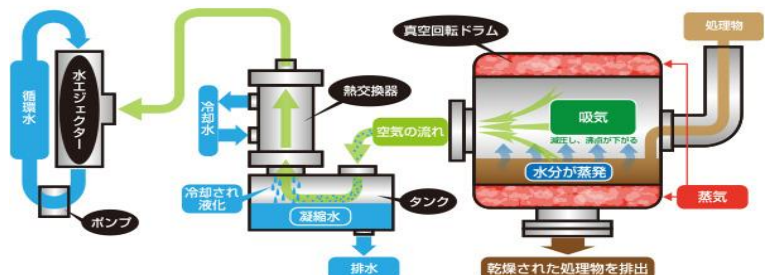 水エジェクター
循環水
ポンプ
冷却水
熱交換器
空気の流れ
冷却され
液化
凝縮水
タンク
排水
真空回転ドラム
吸気
減圧し、沸点が下がる
水分が蒸発
処理物
蒸気
乾燥された処理物を排出